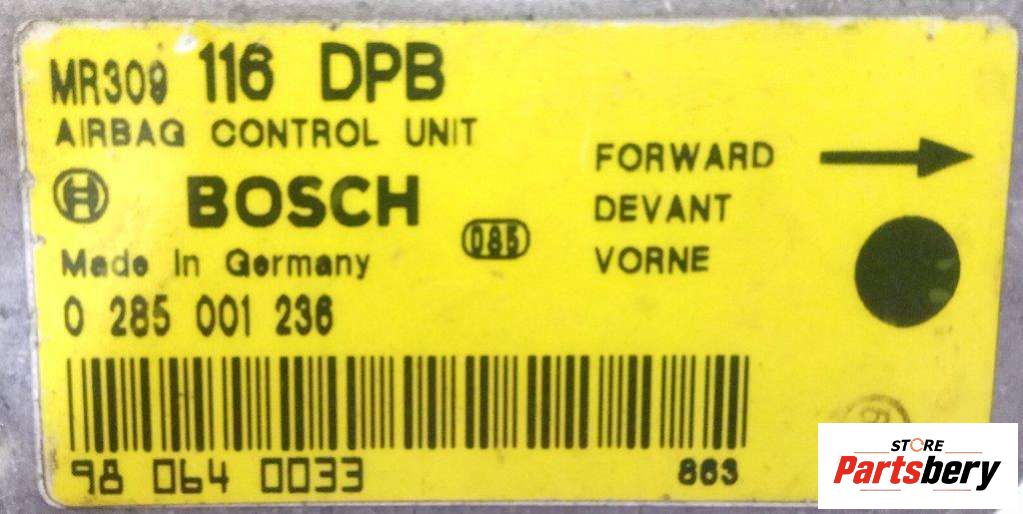 MR309 116 DPB
AIRBAG CONTROL UNIT
BOSCH
085
Made In Germany
0 285 001 236
FORWARD
DEVANT
VORNE
98 064 0033
863
STORE
Partsbery